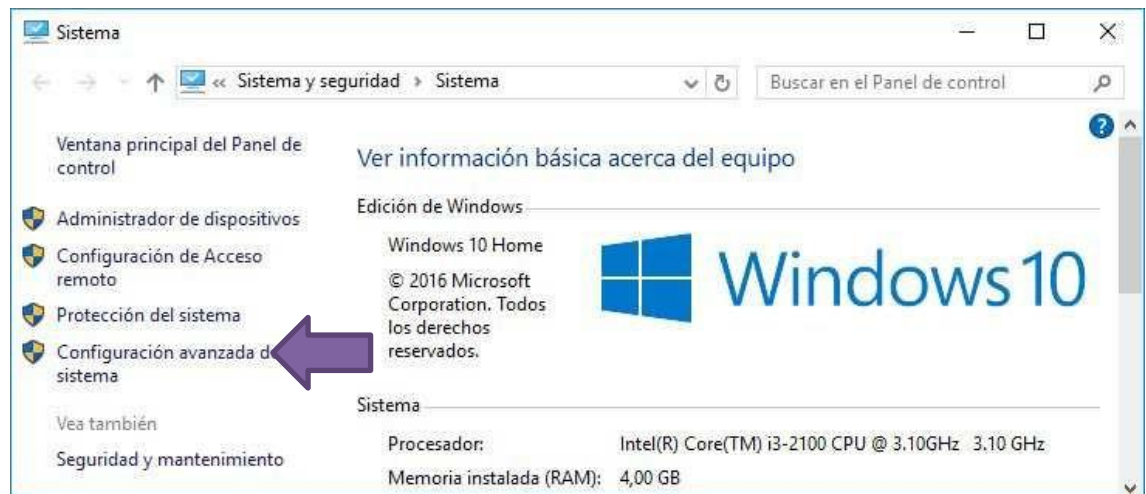 Sistema
« Sistema y seguridad › Sistema
Buscar en el Panel de control
Ventana principal del Panel de
control
Administrador de dispositivos
Configuración de Acceso
remoto
Protección del sistema
Configuración avanzada
sistema
Vea también
Seguridad y mantenimiento
Ver información básica acerca del equipo
Edición de Windows
Windows 10 Home
© 2016 Microsoft
Corporation. Todos
los derechos
reservados.
Windows 10
Sistema
Procesador: Intel(R) Core(TM) i3-2100 CPU @ 3.10GHz 3.10 GHz
Memoria instalada (RAM): 4,00 GB